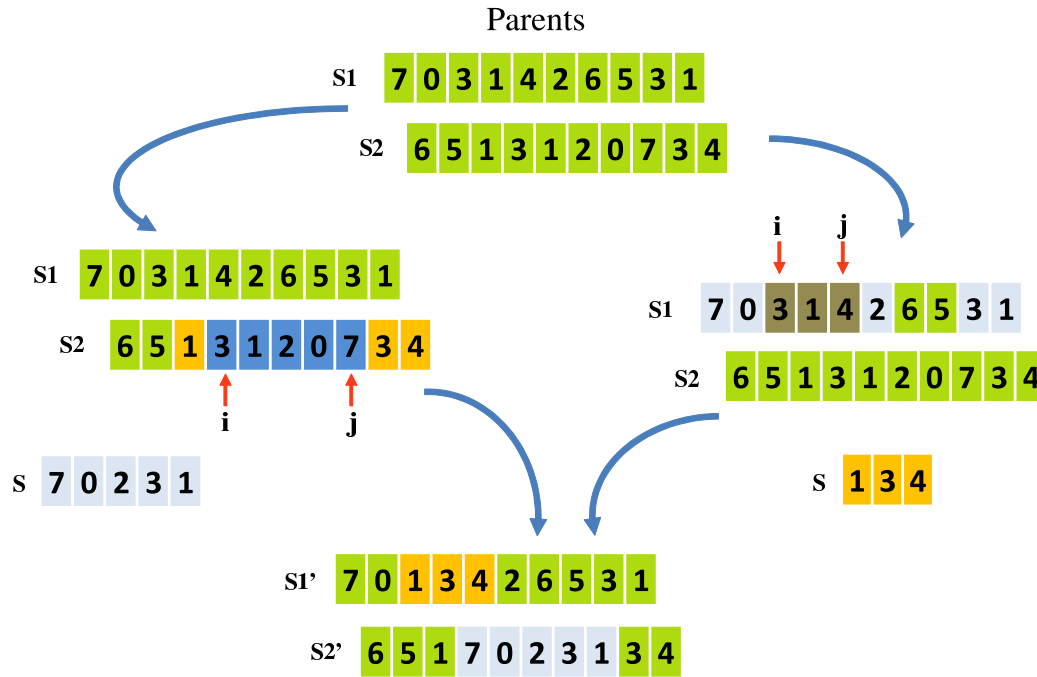 Parents
S1 7 0 3 1 4 2 6 5 3 1
S2 6 5 1 3 1 2 0 7 3 4
i j
S1 7 0 3 1 4 2 6 5 3 1
S1 7 0 3 1 4 2 6 5 3 1
S2 6 5 1 3 1 2 0 7 3 4
S2 6 5 1 3 1 2 0 7 3 4
i j
S 7 0 2 3 1
S 1 3 4
S1’ 7 0 1 3 4 2 6 5 3 1
S2’ 6 5 1 7 0 2 3 1 3 4